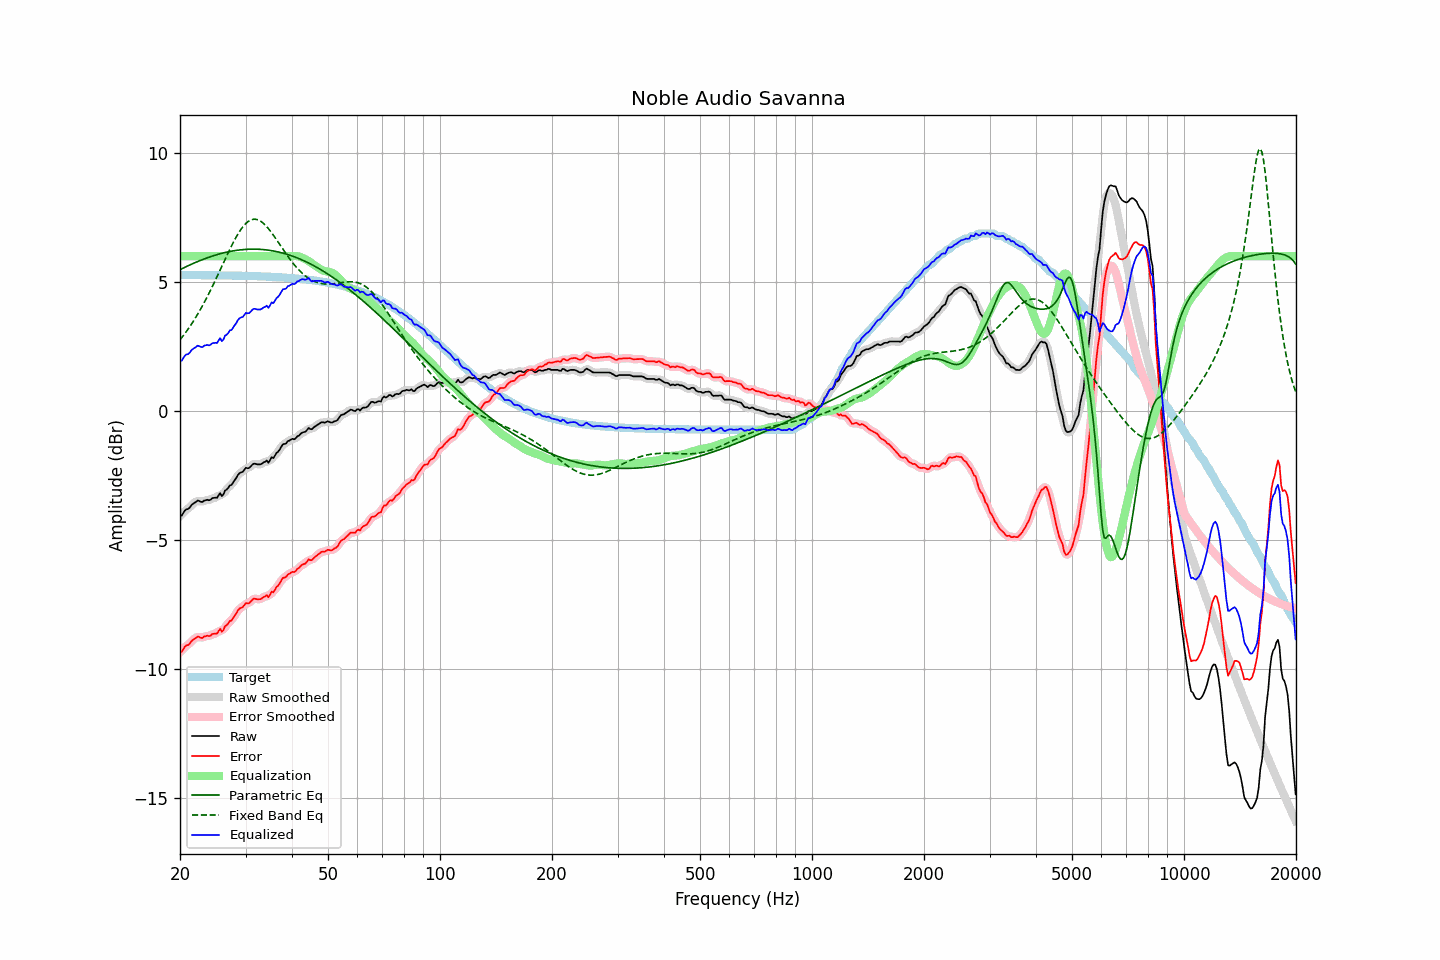 Noble Audio Savanna
Amplitude (dBr)
10
5
0
−5
−10
−15
Target
Raw Smoothed
Error Smoothed
Raw
Error
Equalization
Parametric Eq
Fixed Band Eq
Equalized
20 50 100 200 500 1000 2000 5000 10000 20000
Frequency (Hz)